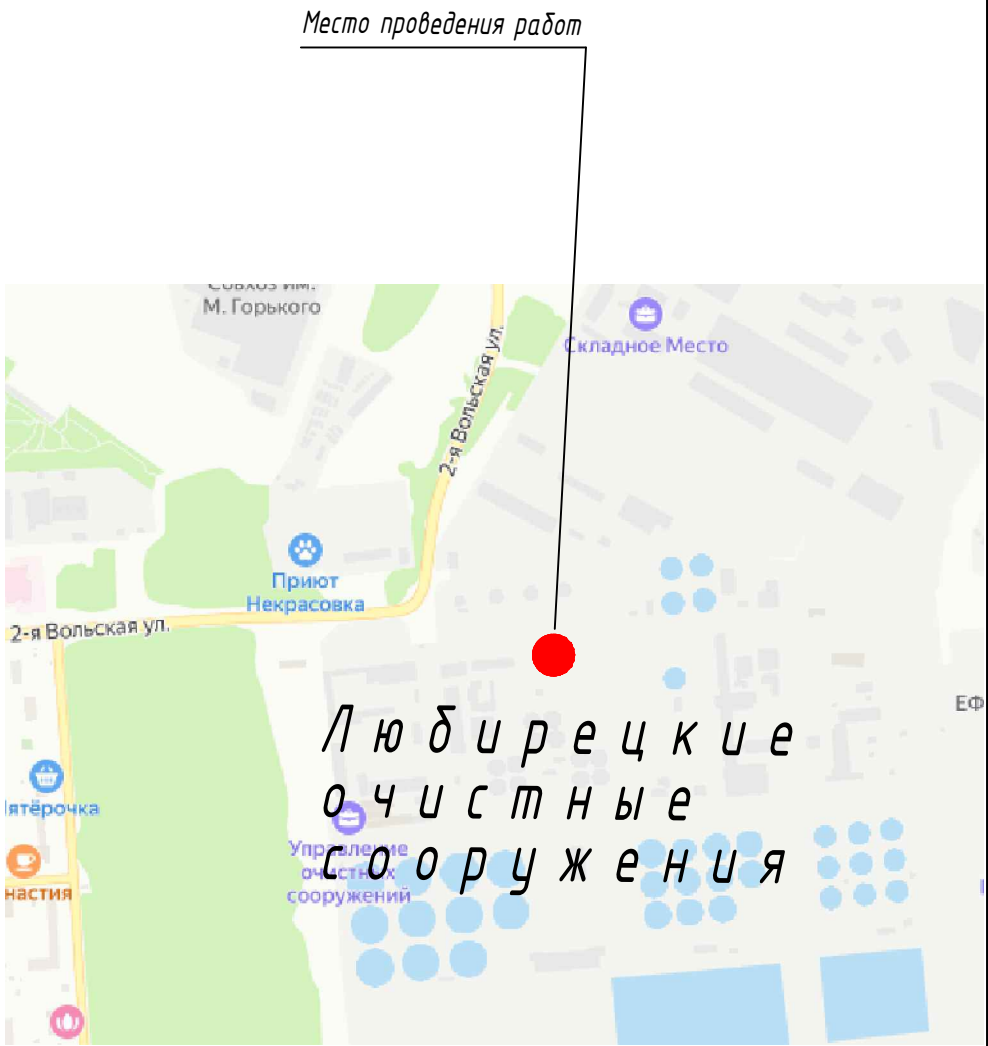 Место проведения работ
Совхоз им.
М. Горького
Складное Место
2-я Вольская ул.
Приют
Некрасовка
2-я Вольская ул.
ЕФ
Любирецкие
очистные
сооружения
ятёрочка
Управление
очистных
сооружений
настия